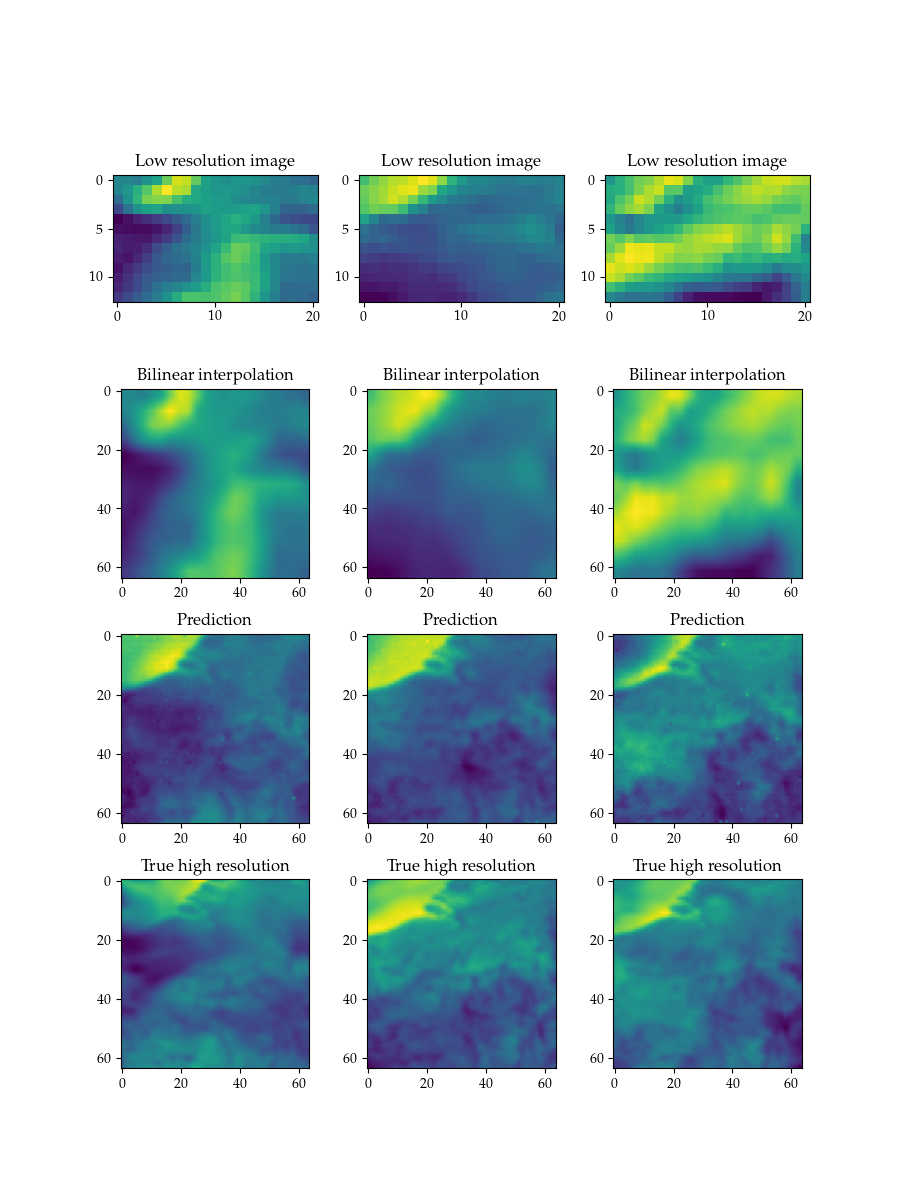 Low resolution image Low resolution image Low resolution image
0 0 0
5 5 5
10 10 10
0 10 20 0 10 20 0 10 20
Bilinear interpolation Bilinear interpolation Bilinear interpolation
0 0 0
20 20 20
40 40 40
60 60 60
0 20 40 60 0 20 40 60 0 20 40 60
Prediction Prediction Prediction
0 0 0
20 20 20
40 40 40
60 60 60
0 20 40 60 0 20 40 60 0 20 40 60
True high resolution True high resolution True high resolution
0 0 0
20 20 20
40 40 40
60 60 60
0 20 40 60 0 20 40 60 0 20 40 60